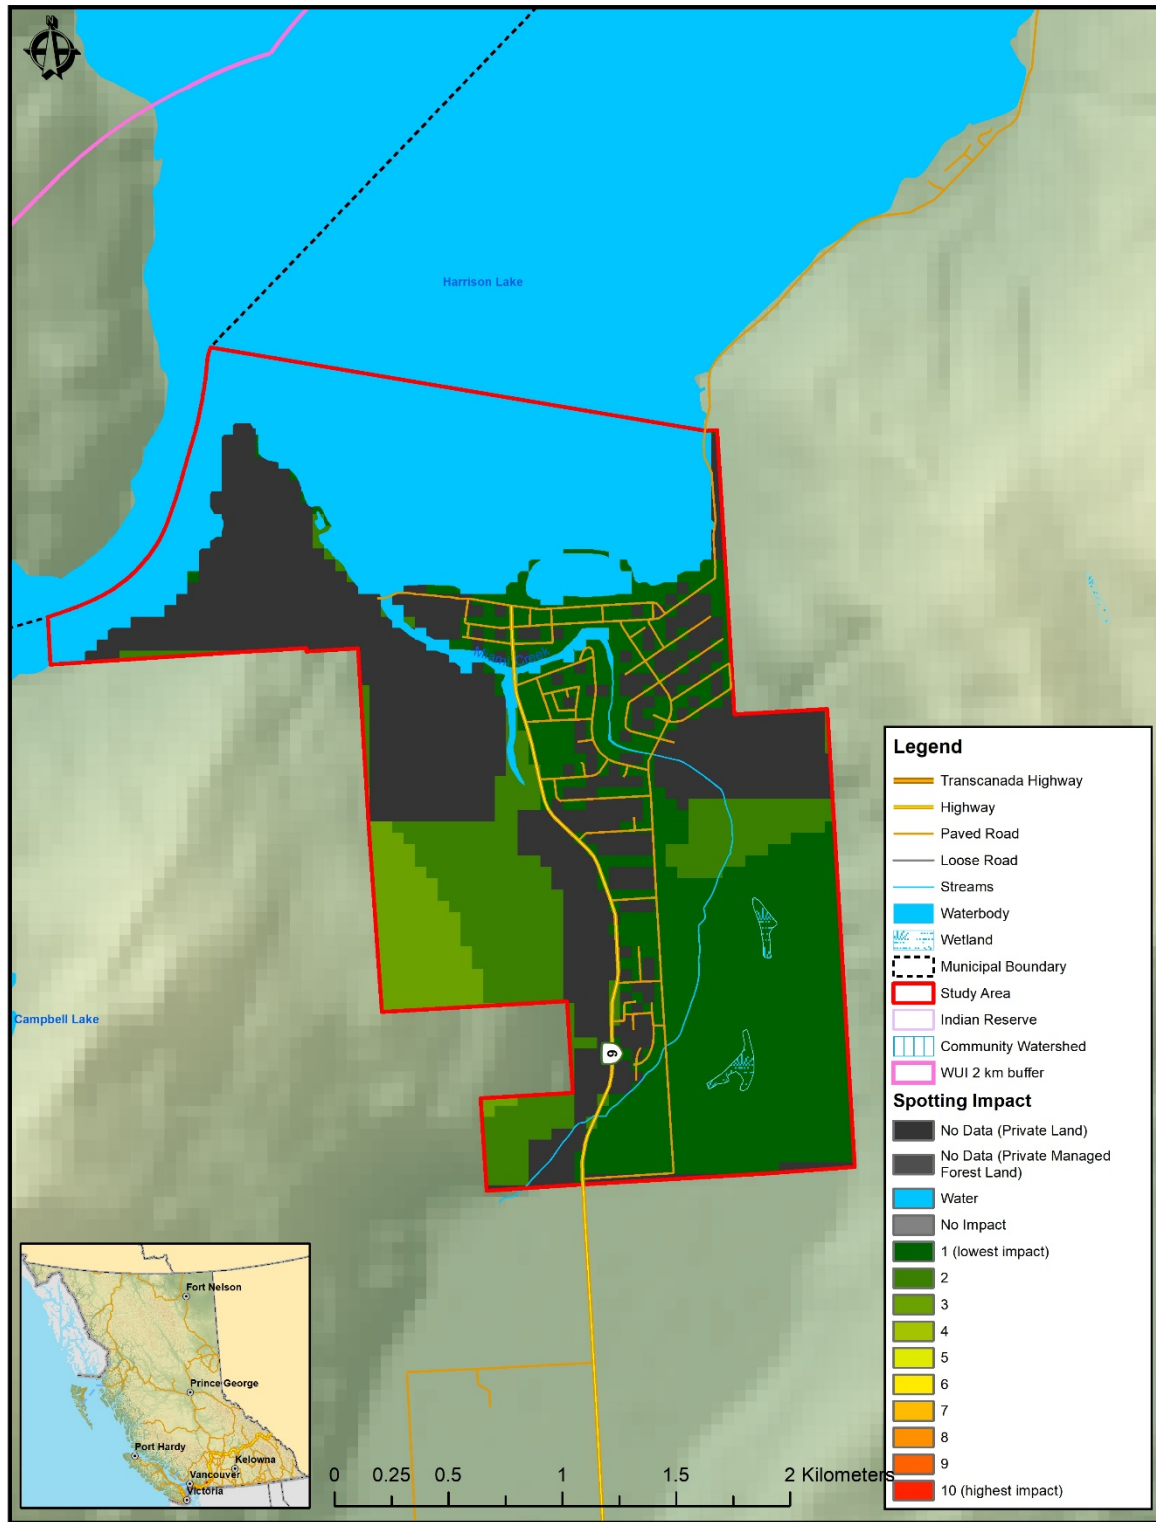 Harrison Lake
Miami Creek
Campbell Lake
9
Legend
Transcanada Highway
Highway
Paved Road
Loose Road
Streams
Waterbody
Wetland
Municipal Boundary
Study Area
Indian Reserve
Community Watershed
WUI 2 km buffer
Spotting Impact
No Data (Private Land)
No Data (Private Managed
Forest Land)
Water
No Impact
1 (lowest impact)
2
3
4
5
6
7
8
9
10 (highest impact)
Fort Nelson
Prince George
Port Hardy
Kelowna
Vancouver
Victoria
0 0.25 0.5 1 1.5 2 Kilometers